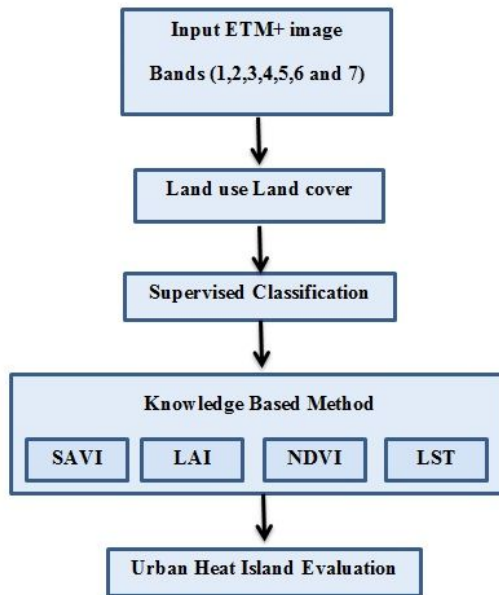 Input ETM+ image
Bands (1,2,3,4,5,6 and 7)
Land use Land cover
Supervised Classification
Knowledge Based Method
SAVI
LAI
NDVI
LST
Urban Heat Island Evaluation